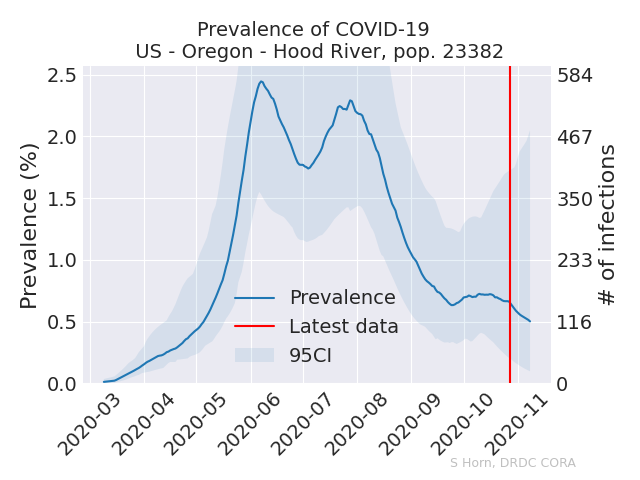 Prevalence of COVID-19
US - Oregon - Hood River, pop. 23382
2.5
2.0
1.5
1.0
0.5
0.0
Prevalence (%)
584
467
350
233
116
0
# of infections
Prevalence
Latest data
95CI
2020-03
2020-04
2020-05
2020-06
2020-07
2020-08
2020-09
2020-10
2020-11
S Horn, DRDC CORA